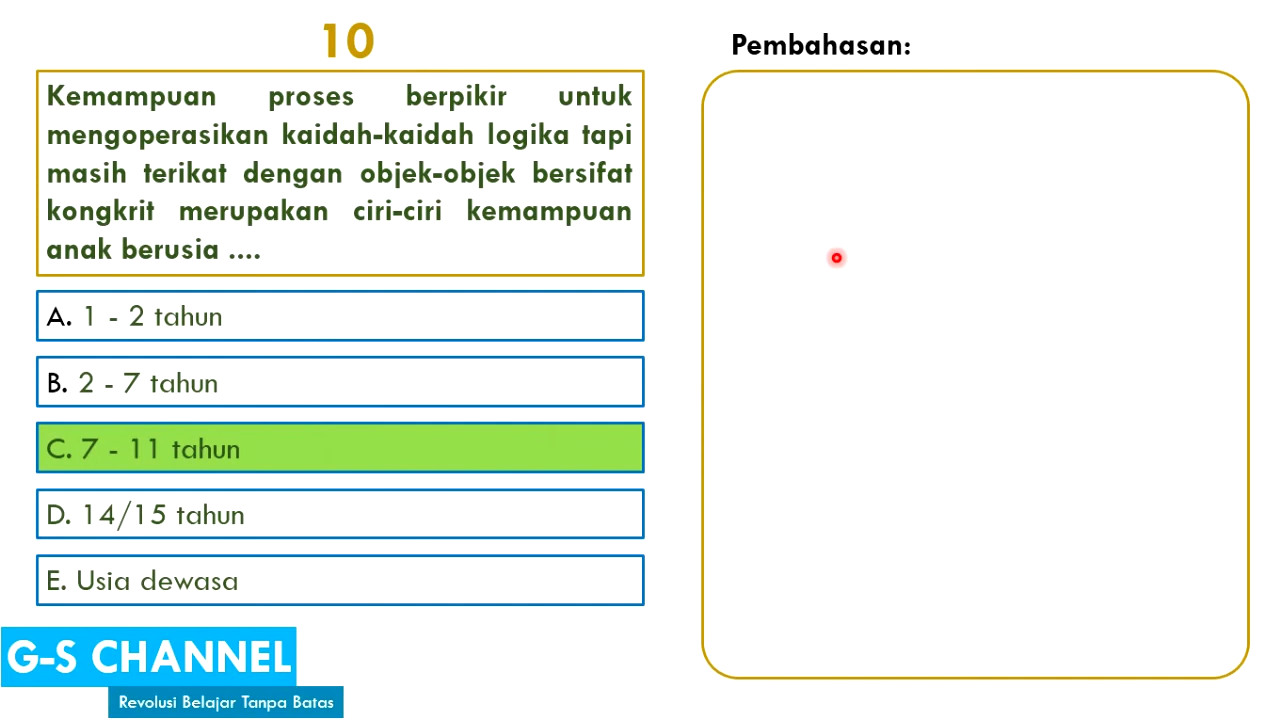 10
Kemampuan proses berpikir untuk
mengoperasikan kaidah-kaidah logika tapi
masih terikat dengan objek-objek bersifat
kongkrit merupakan ciri-ciri kemampuan
anak berusia ....
A. 1 - 2 tahun
B. 2 - 7 tahun
C. 7 - 11 tahun
D. 14/15 tahun
E. Usia dewasa
G-S CHANNEL
Revolusi Belajar Tanpa Batas
Pembahasan: